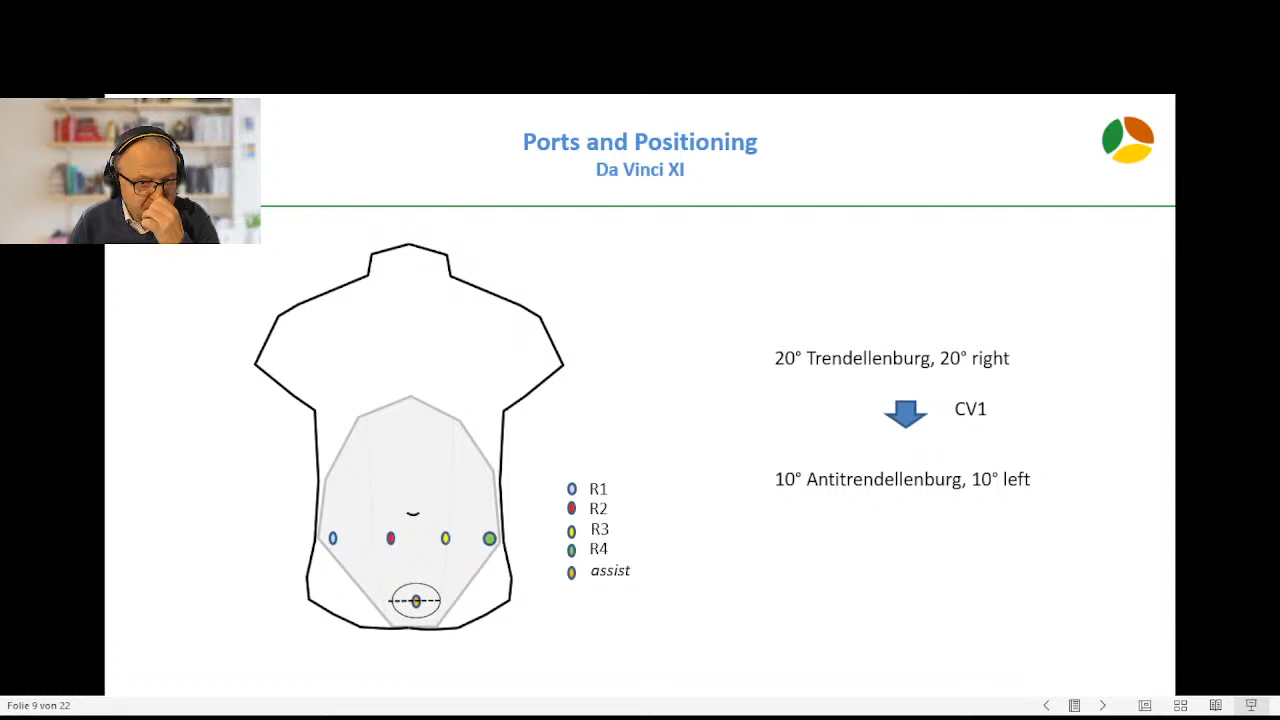 Ports and Positioning
Da Vinci XI
20° Trendellenburg, 20° right
CV1
10° Antitrendellenburg, 10° left
R1
R2
R3
R4
assist
Folie 9 von 22